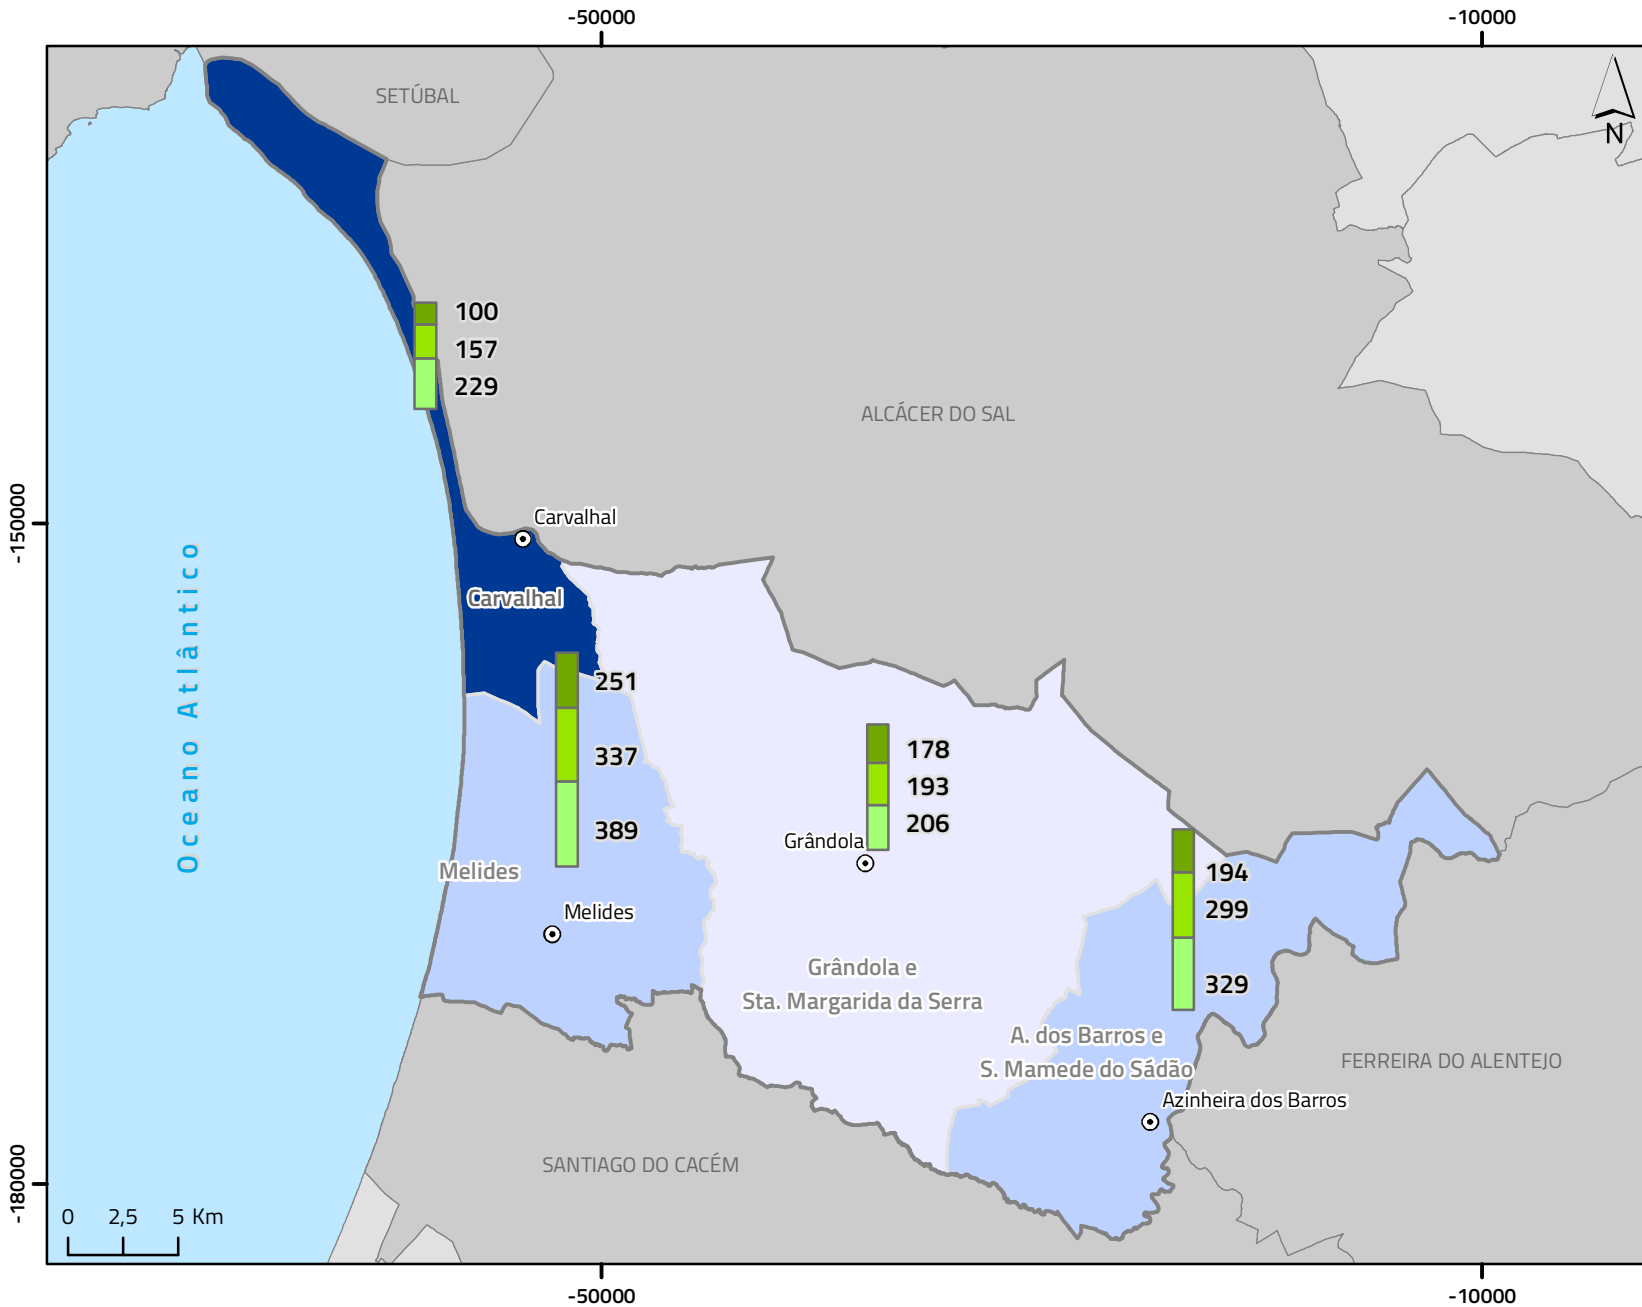 -50000
-10000
SETÚBAL
N
100
157
229
ALCÁCER DO SAL
-150000
Carvalhal
Carvalhal
Oceano Atlântico
251
337
389
178
193
206
Grândola
194
299
329
Melides
Melides
Grândola e
Sta. Margarida da Serra
A. dos Barros e
S. Mamede do Sádão
FERREIRA DO ALENTEJO
Azinheira dos Barros
SANTIAGO DO CACÉM
-180000
0 2,5 5 Km
-50000
-10000